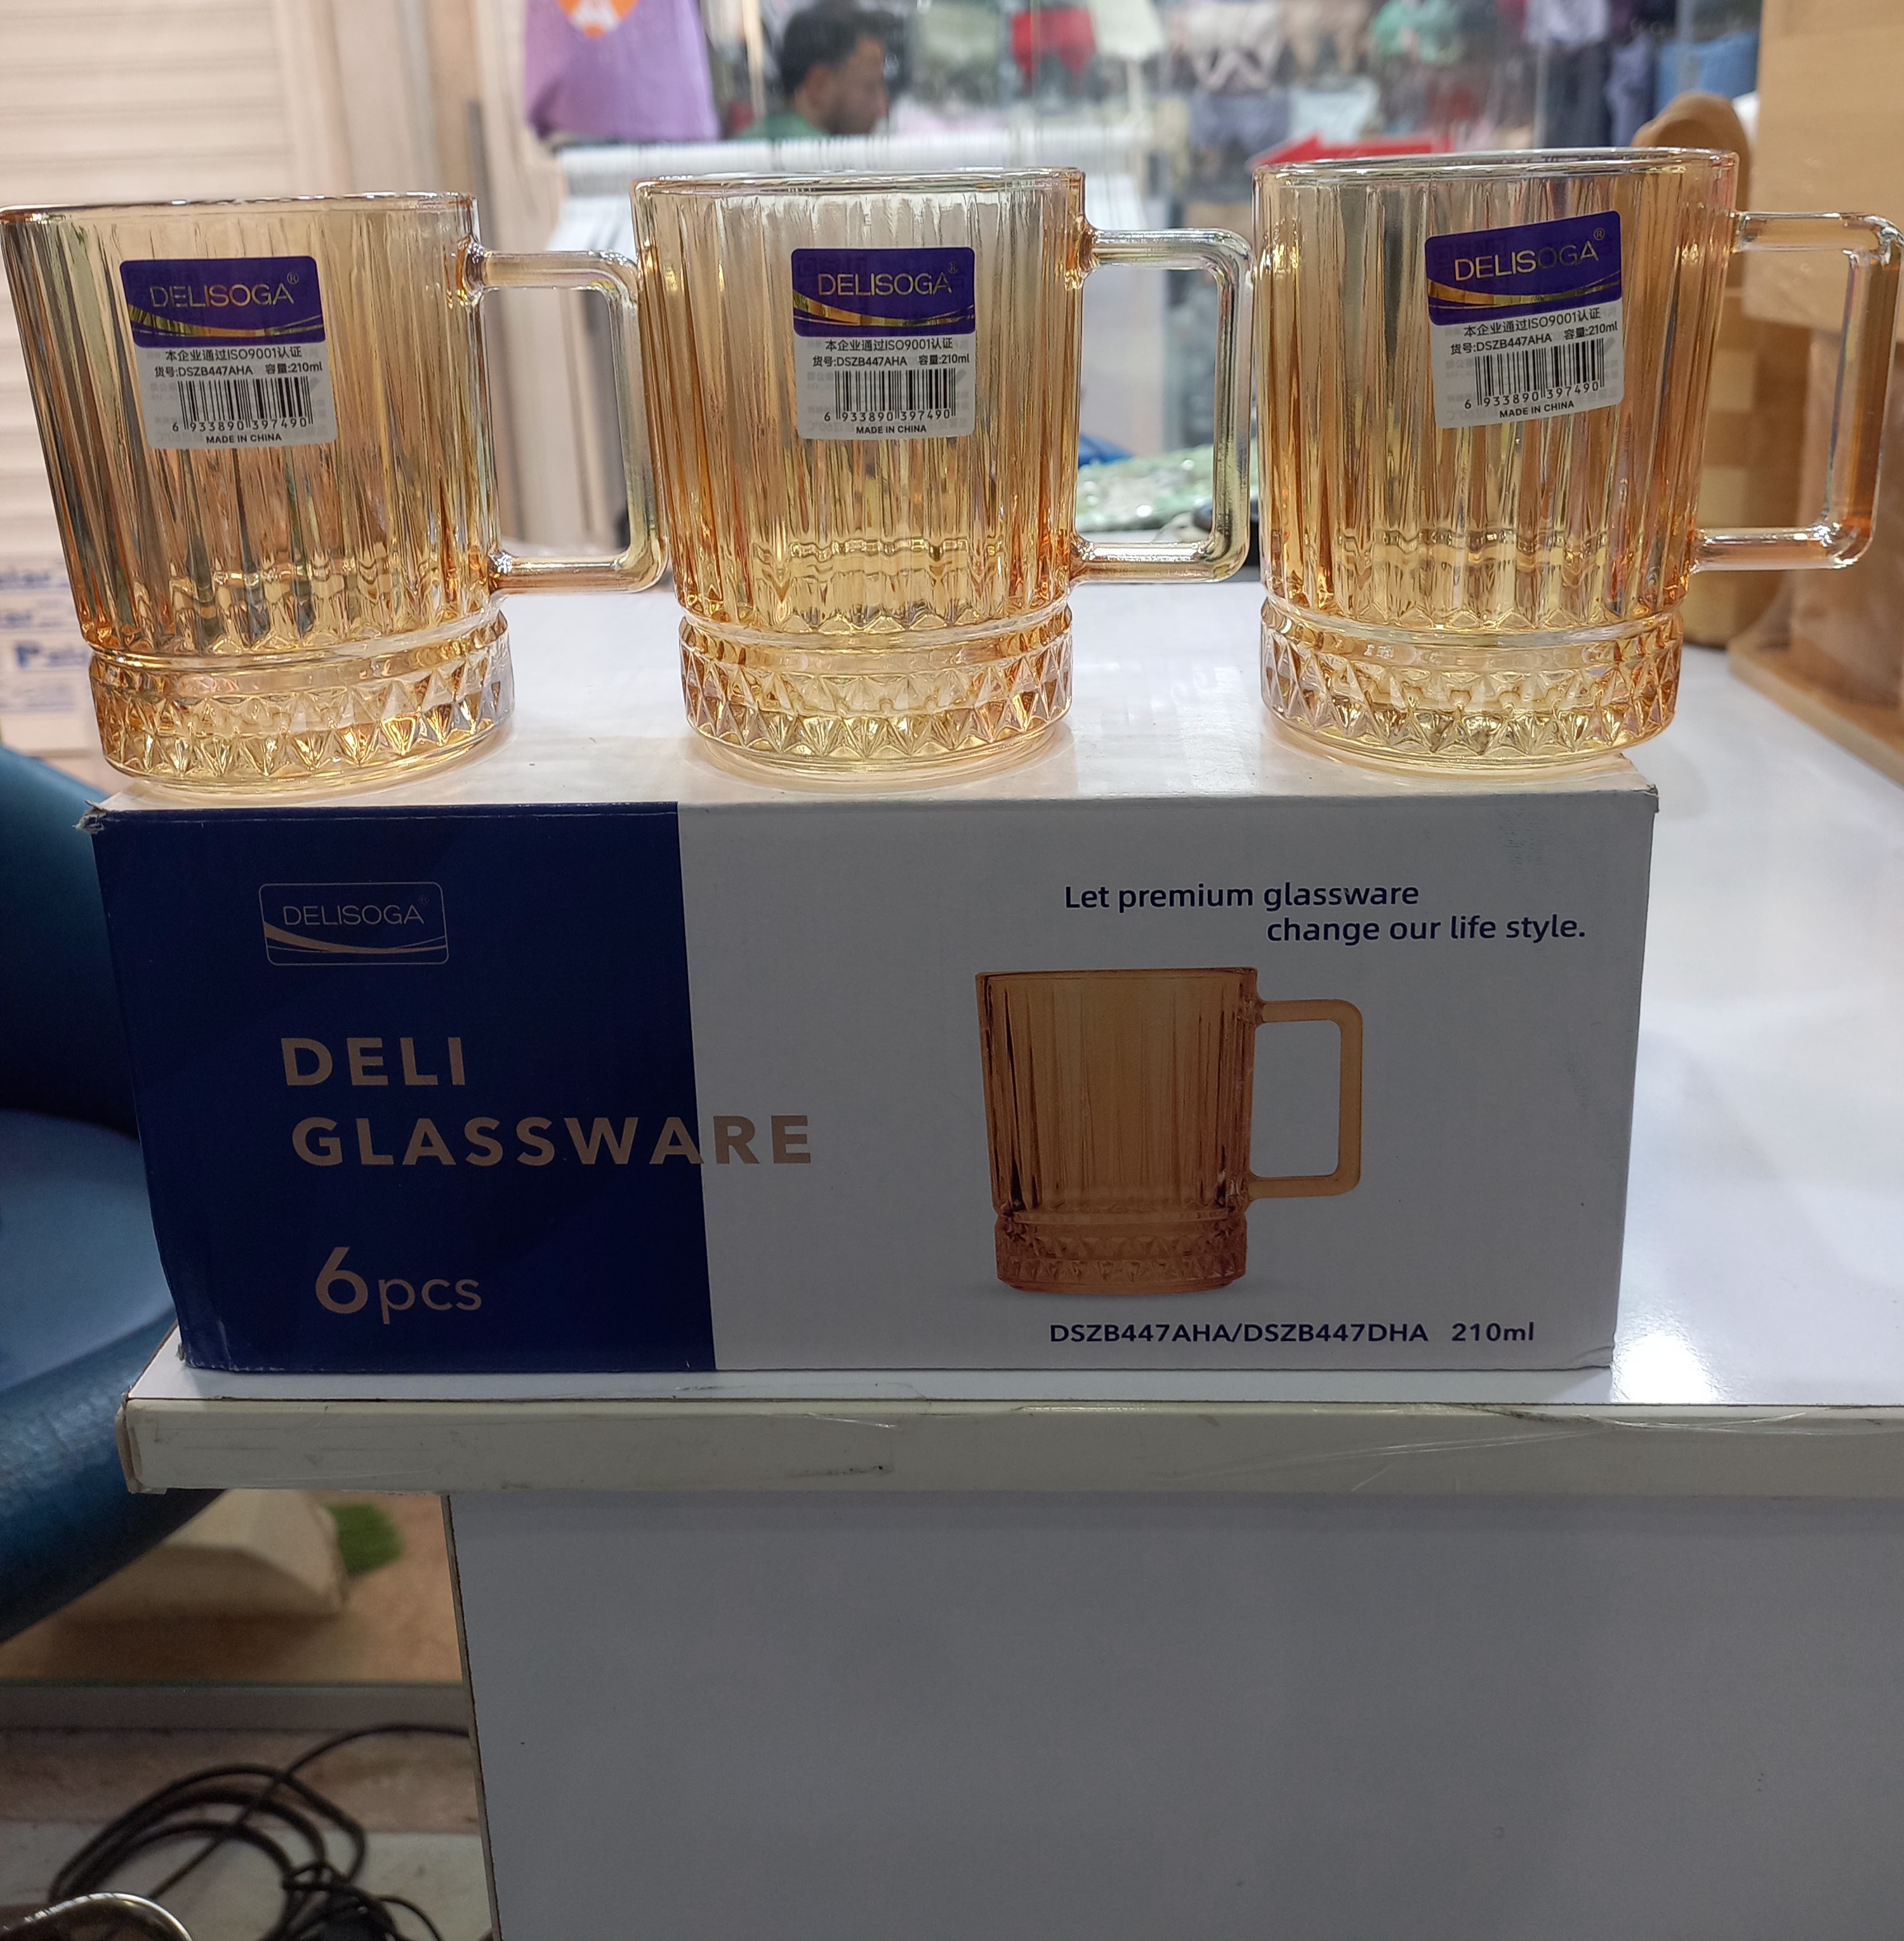 DELISOGA®
本企业通过ISO9001认证
货号:DSZB447AHA 容量:210ml
6 933890 397490
MADE IN CHINA
DELISOGA®
本企业通过ISO9001认证
货号:DSZB447AHA 容量:210ml
6 933890 397490
MADE IN CHINA
DELISOGA®
本企业通过ISO9001认证
货号:DSZB447AHA 容量:210ml
6 933890 397490
MADE IN CHINA
DELISOGA®
DELI
GLASSWARE
6pcs
Let premium glassware
change our life style.
DSZB447AHA/DSZB447DHA 210ml